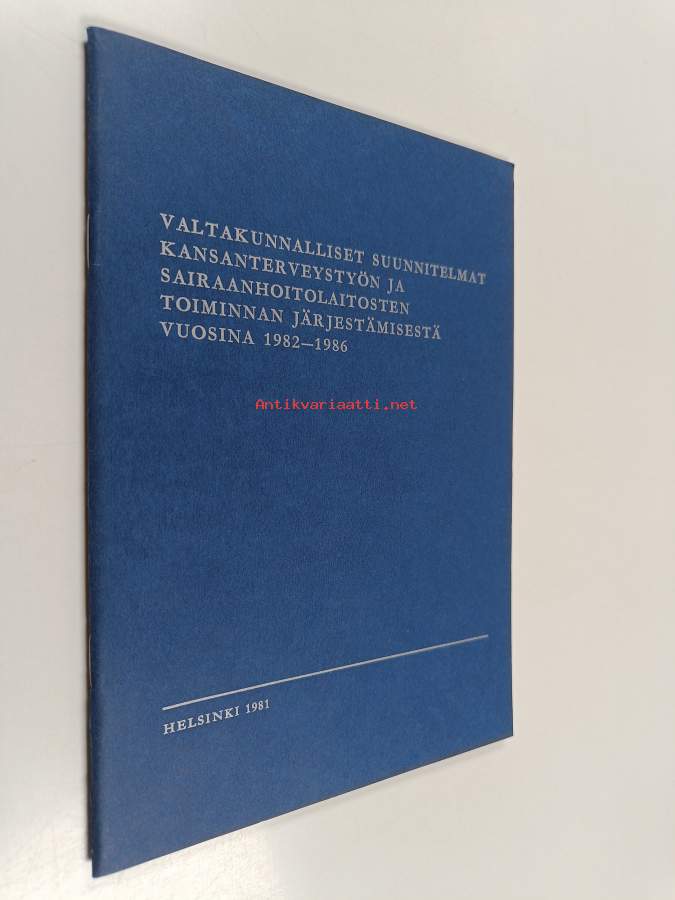 VALTAKUNNALLISET SUUNNITELMAT
KANSANTERVEYSTYÖN JA
SAIRAANHOITOLAITOSTEN
TOIMINNAN JÄRJESTÄMISESTÄ
VUOSINA 1982—1986
Antikvariaatti.net
HELSINKI 1981